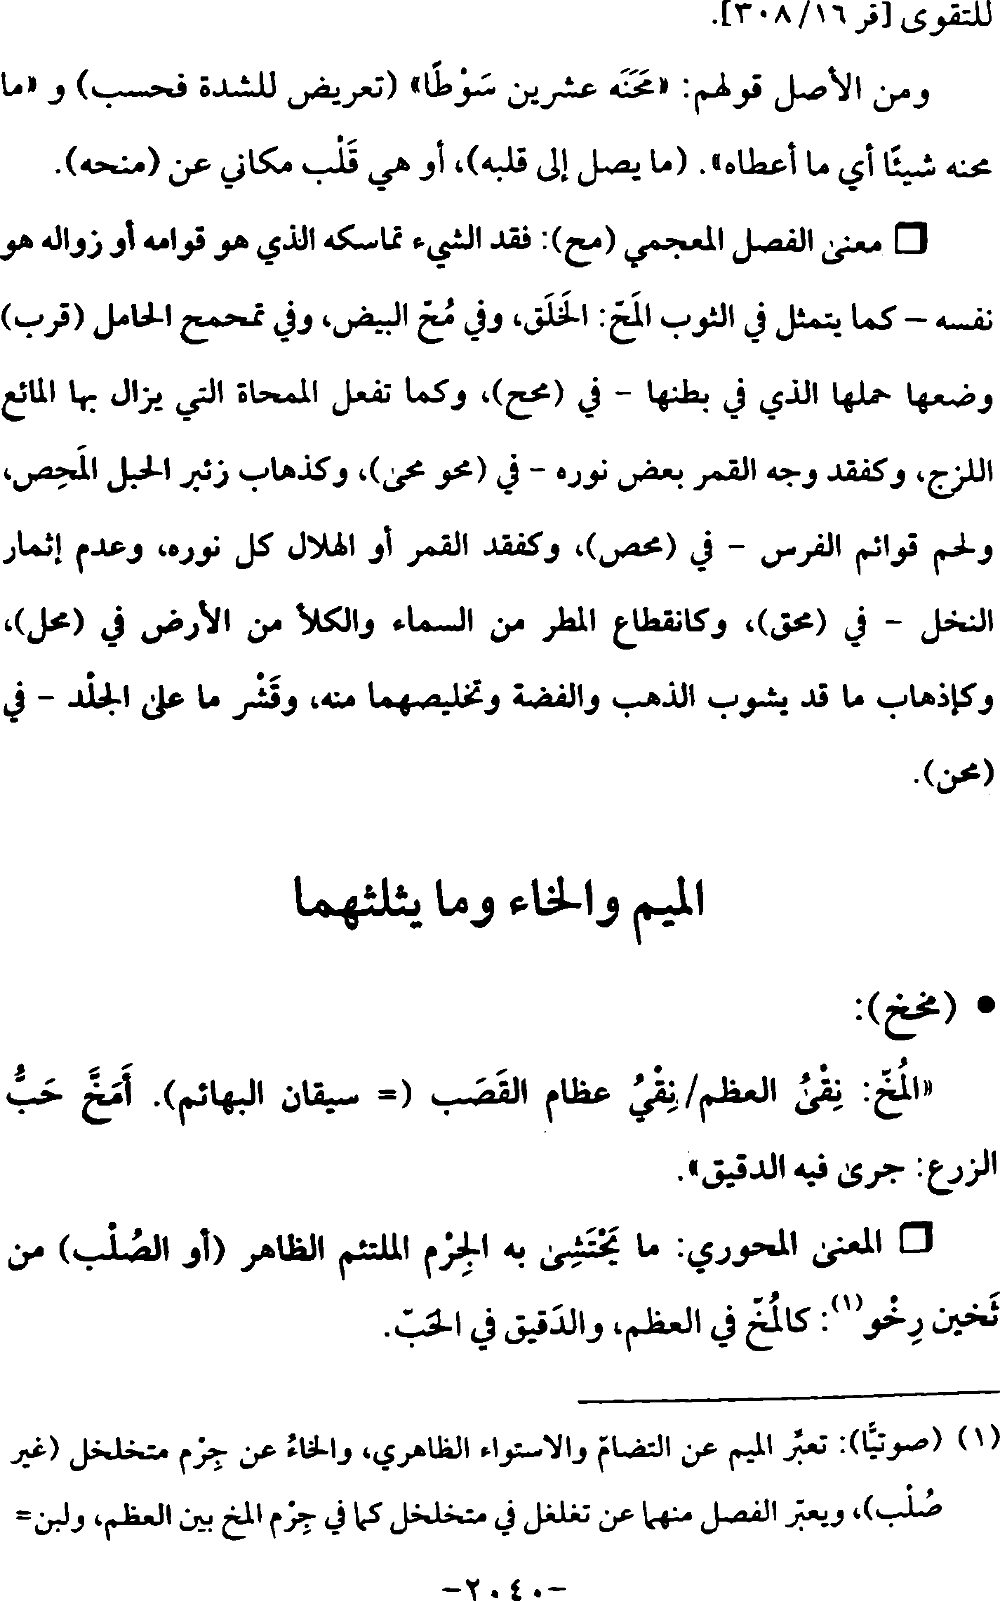 للتقوى [قر ١٦/ ٣٠٨].
ومن الأصل قولهم: «مَحَنَه عشرين سَوْطًا» (تعريض للشدة فحسب) و «ما
محنه شيئًا أي ما أعطاه». (ما يصل إلى قلبه)، أو هي قَلْب مكاني عن (منحه).
❑ معنى الفصل المعجمي (مح): فقد الشيء تماسكه الذي هو قوامه أو زواله هو
نفسه – كما يتمثل في الثوب المَحّ: الخَلَق، وفي مُحّ البيض، وفي تمحمح الحامل (قرب)
وضعها حملها الذي في بطنها - في (محح)، وكما تفعل الممحاة التي يزال بها المائع
اللزج، وكفقد وجه القمر بعض نوره - في (محو محى)، وكذهاب زئبر الحبل المَحِص،
ولحم قوائم الفرس - في (محص)، وكفقد القمر أو الهلال كل نوره، وعدم إثمار
النخل - في (محق)، وكانقطاع المطر من السماء والكلأ من الأرض في (محل)،
وكإذهاب ما قد يشوب الذهب والفضة وتخليصهما منه، وقَشْر ما على الجلْد - في
(محن).
الميم والخاء وما يثلثهما
• (مخخ):
«المُخّ: نِقْىُ العظم/ نِقْيُ عظام القَصَب (= سيقان البهائم). أَمَخَّ حَبُّ
الزرع: جرى فيه الدقيق».
❑ المعنى المحوري: ما يَحْتَشِى به الجِرْم الملتئم الظاهر (أو الصُلْب) من
ثَخين رِخْو(١): كالمُخّ في العظم، والدَقيق في الحَبّ.
(١) (صوتيًّا): تعبِّر الميم عن التضامّ والاستواء الظاهري، والخاءُ عن جِرْم متخلخل (غير
صُلْب)، ويعبّر الفصل منهما عن تغلغل في متخلخل كما في جِرْم المخ بين العظم، ولبن=
-٢٠٤٠-